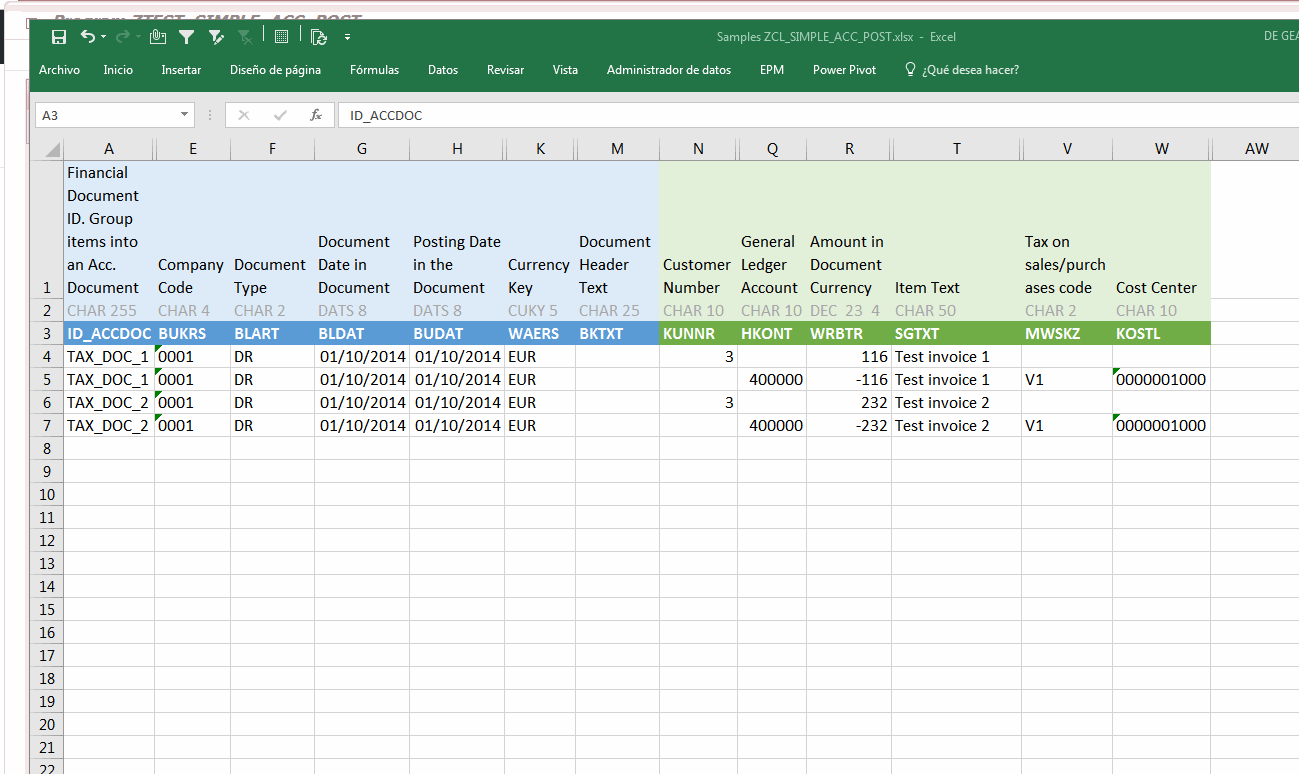 Program ZTEST_SIMPLE_ACC_POST
Samples ZCL_SIMPLE_ACC_POST.xlsx - Excel
DE GEA
Archivo Inicio Insertar Diseño de página Fórmulas Datos Revisar Vista Administrador de datos EPM Power Pivot ¿Qué desea hacer?
A3 fx ID_ACCDOC
A E F G H K M N Q R T V W AW
Financial
Document
ID. Group
items into Document Posting Date Document General Amount in Tax on
an Acc. Company Document Date in in the Currency Header Customer Ledger Document sales/purch
1 Document Code Type Document Document Key Text Number Account Currency Item Text ases code Cost Center
2 CHAR 255 CHAR 4 CHAR 2 DATS 8 DATS 8 CUKY 5 CHAR 25 CHAR 10 CHAR 10 DEC 23 4 CHAR 50 CHAR 2 CHAR 10
3 ID_ACCDOC BUKRS BLART BLDAT BUDAT WAERS BKTXT KUNNR HKONT WRBTR SGTXT MWSKZ KOSTL
4 TAX_DOC_1 0001 DR 01/10/2014 01/10/2014 EUR 3 116 Test invoice 1
5 TAX_DOC_1 0001 DR 01/10/2014 01/10/2014 EUR 400000 -116 Test invoice 1 V1 0000001000
6 TAX_DOC_2 0001 DR 01/10/2014 01/10/2014 EUR 3 232 Test invoice 2
7 TAX_DOC_2 0001 DR 01/10/2014 01/10/2014 EUR 400000 -232 Test invoice 2 V1 0000001000
8
9
10
11
12
13
14
15
16
17
18
19
20
21
22